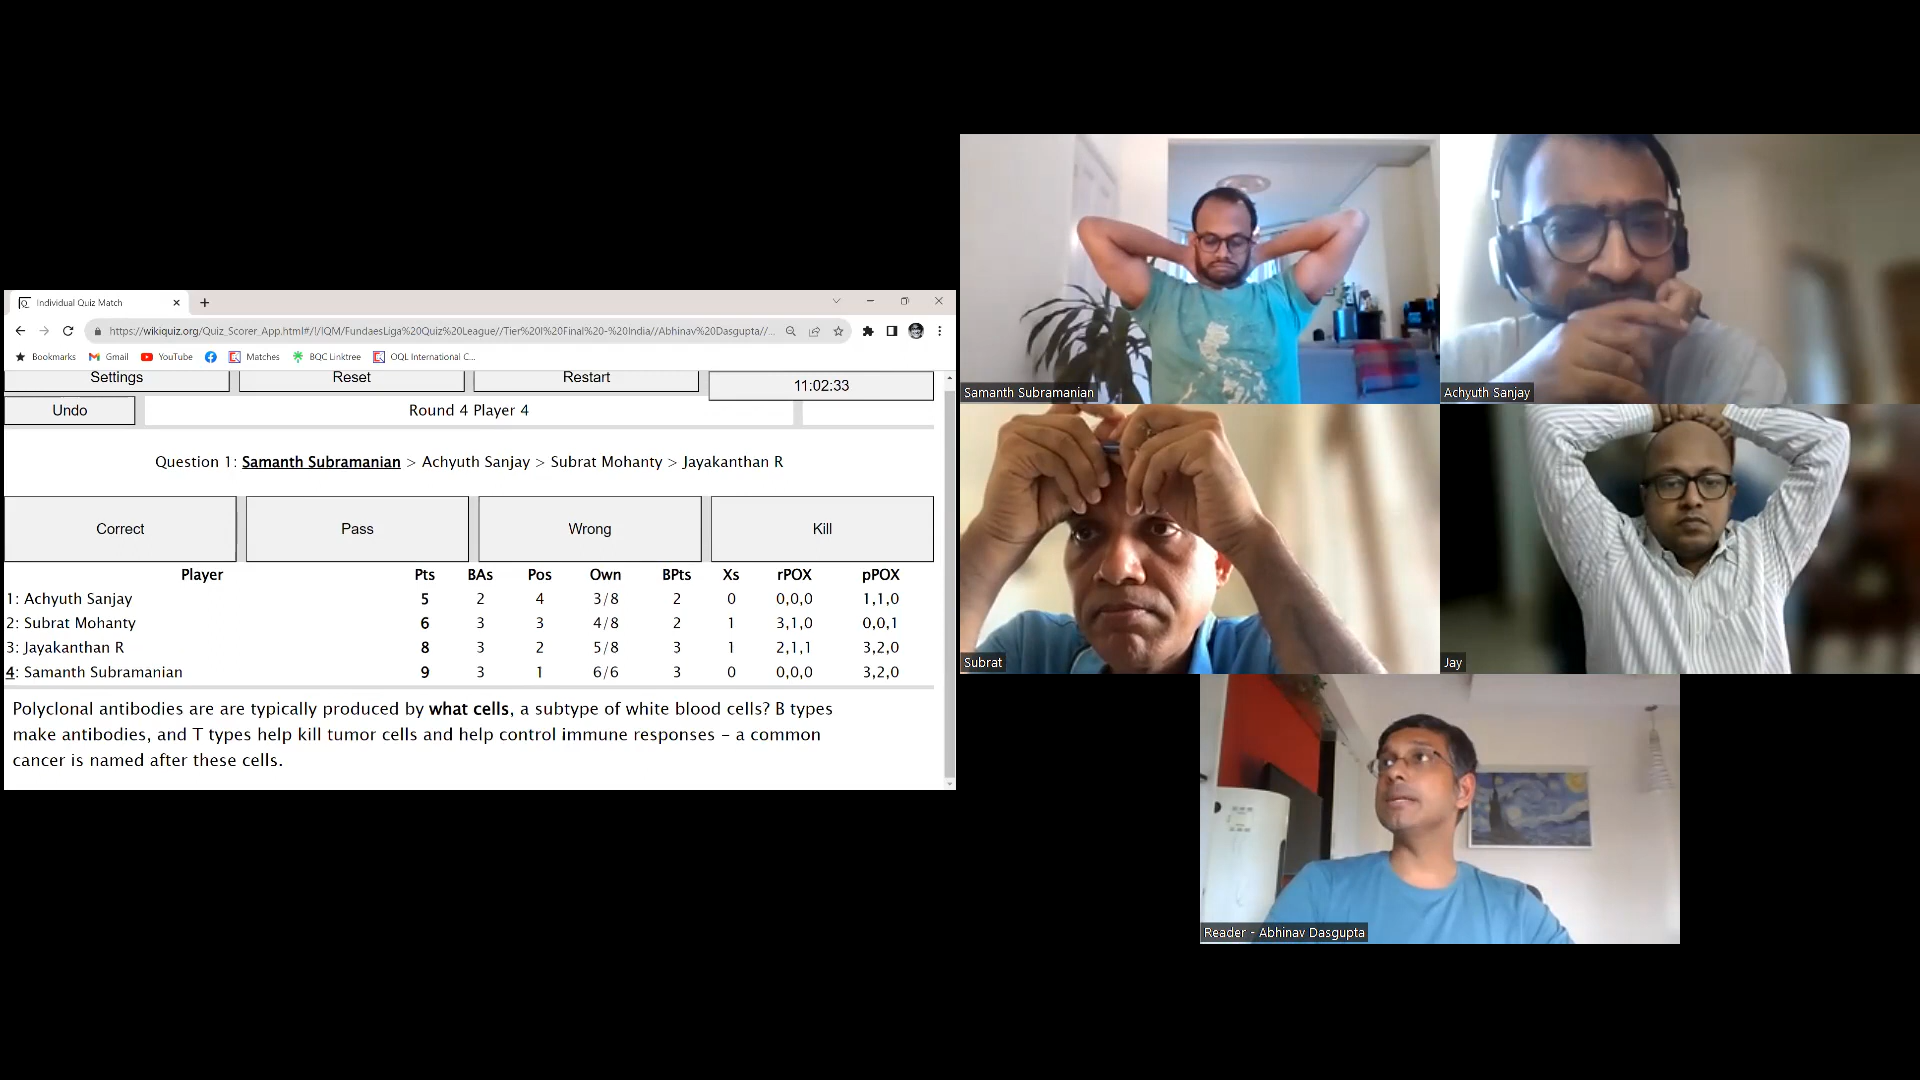 Individual Quiz Match
https://wikiquiz.org/Quiz_Scorer_App.html#/I/IQM/FundaesLiga%20Quiz%20League//Tier%20I%20Final%20-%20India//Abhinav%20Dasgupta//...
Bookmarks Gmail YouTube Matches BQC Linktree OQL International C...
Settings Reset Restart 11:02:33
Undo Round 4 Player 4
Question 1: Samanth Subramanian > Achyuth Sanjay > Subrat Mohanty > Jayakanthan R
Correct Pass Wrong Kill
Player Pts BAs Pos Own BPts Xs rPOX pPOX
1: Achyuth Sanjay 5 2 4 3/8 2 0 0,0,0 1,1,0
2: Subrat Mohanty 6 3 3 4/8 2 1 3,1,0 0,0,1
3: Jayakanthan R 8 3 2 5/8 3 1 2,1,1 3,2,0
4: Samanth Subramanian 9 3 1 6/6 3 0 0,0,0 3,2,0
Polyclonal antibodies are are typically produced by what cells, a subtype of white blood cells? B types
make antibodies, and T types help kill tumor cells and help control immune responses – a common
cancer is named after these cells.
Samanth Subramanian
Achyuth Sanjay
Subrat
Jay
Reader - Abhinav Dasgupta